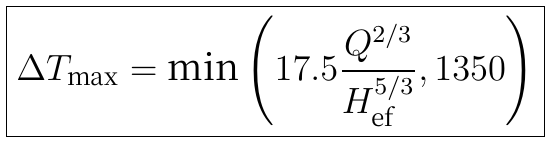 ΔT_max = min(17.5 Q^{2/3} / H_ef^{5/3}, 1350)